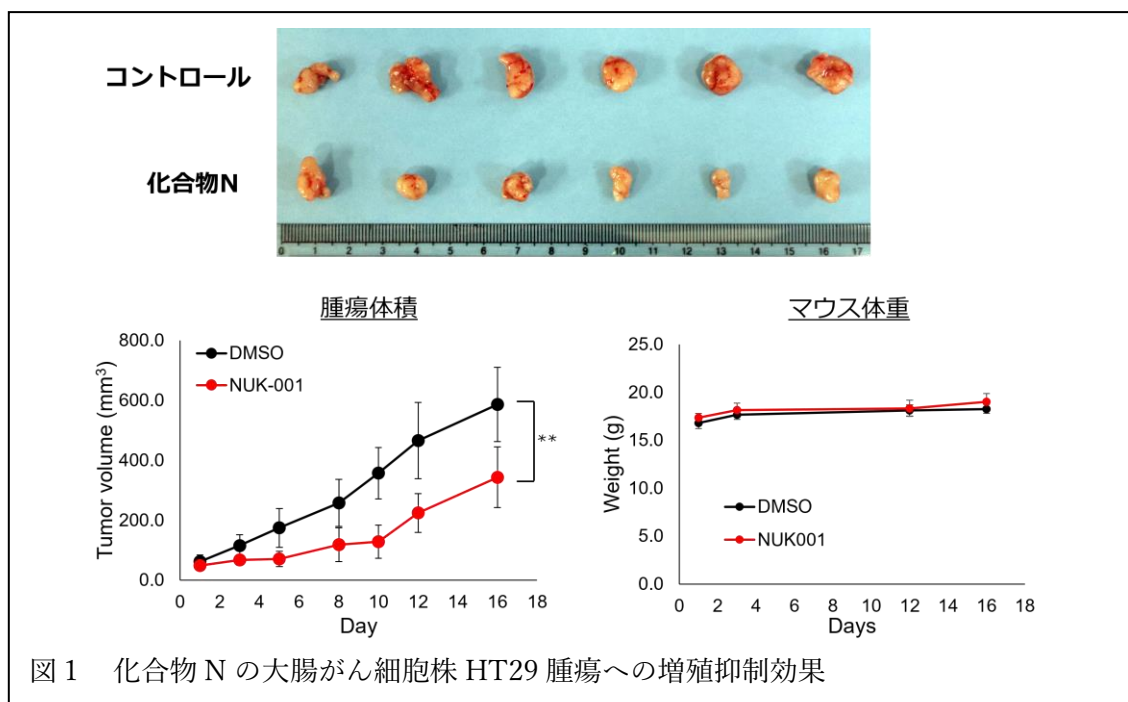 コントロール
化合物N
0 1 2 3 4 5 6 7 8 9 10 11 12 13 14 15 16 17
腫瘍体積
800.0
600.0
400.0
200.0
0.0
Tumor volume (mm³)
DMSO
NUK-001
**
0 2 4 6 8 10 12 14 16 18
Day
マウス体重
25.0
20.0
15.0
10.0
5.0
0.0
Weight (g)
DMSO
NUK001
0 2 4 6 8 10 12 14 16 18
Days
図1 化合物 N の大腸がん細胞株 HT29 腫瘍への増殖抑制効果